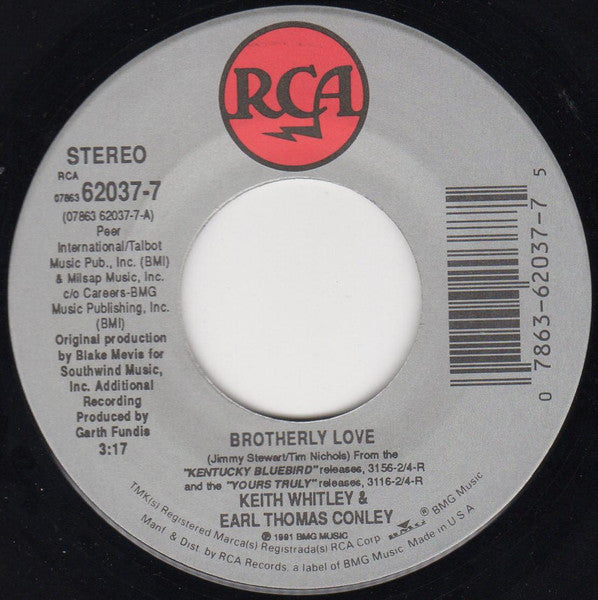 RCA
STEREO
RCA
07863 62037-7
(07863 62037-7-A)
Peer
International/Talbot
Music Pub., Inc. (BMI)
& Milsap Music, Inc.
c/o Careers-BMG
Music Publishing, Inc.
(BMI)
Original production
by Blake Mevis for
Southwind Music,
Inc. Additional
Recording
Produced by
Garth Fundis
3:17
0 7863-62037-7 5
BROTHERLY LOVE
(Jimmy Stewart/Tim Nichols) From the
"KENTUCKY BLUEBIRD" releases, 3156-2/4-R
and the "YOURS TRULY" releases, 3116-2/4-R
KEITH WHITLEY &
EARL THOMAS CONLEY
℗ 1991 BMG MUSIC
TMK(s) Registered Marca(s) Registrada(s) RCA Corp BMG ® BMG Music
Manf. & Dist. by RCA Records, a label of BMG Music Made in U S A